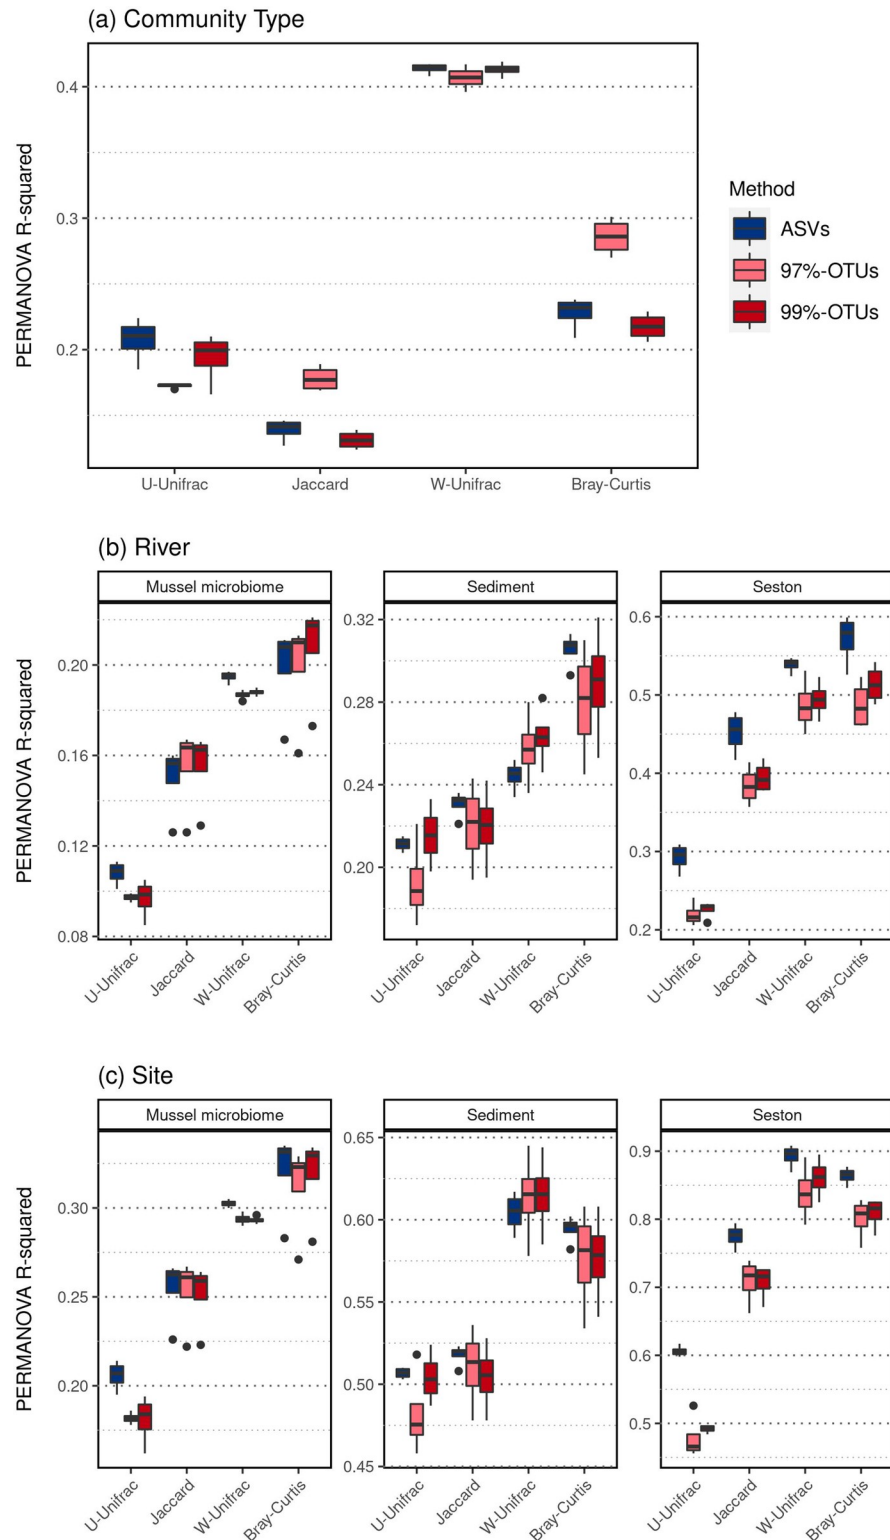 (a) Community Type
PERMANOVA R-squared
0.4
0.3
0.2
U-Unifrac Jaccard W-Unifrac Bray-Curtis
Method
ASVs
97%-OTUs
99%-OTUs
(b) River
PERMANOVA R-squared
Mussel microbiome
0.20
0.16
0.12
0.08
U-Unifrac Jaccard W-Unifrac Bray-Curtis
Sediment
0.32
0.28
0.24
0.20
U-Unifrac Jaccard W-Unifrac Bray-Curtis
Seston
0.6
0.5
0.4
0.3
0.2
U-Unifrac Jaccard W-Unifrac Bray-Curtis
(c) Site
PERMANOVA R-squared
Mussel microbiome
0.30
0.25
0.20
U-Unifrac Jaccard W-Unifrac Bray-Curtis
Sediment
0.65
0.60
0.55
0.50
0.45
U-Unifrac Jaccard W-Unifrac Bray-Curtis
Seston
0.9
0.8
0.7
0.6
0.5
U-Unifrac Jaccard W-Unifrac Bray-Curtis